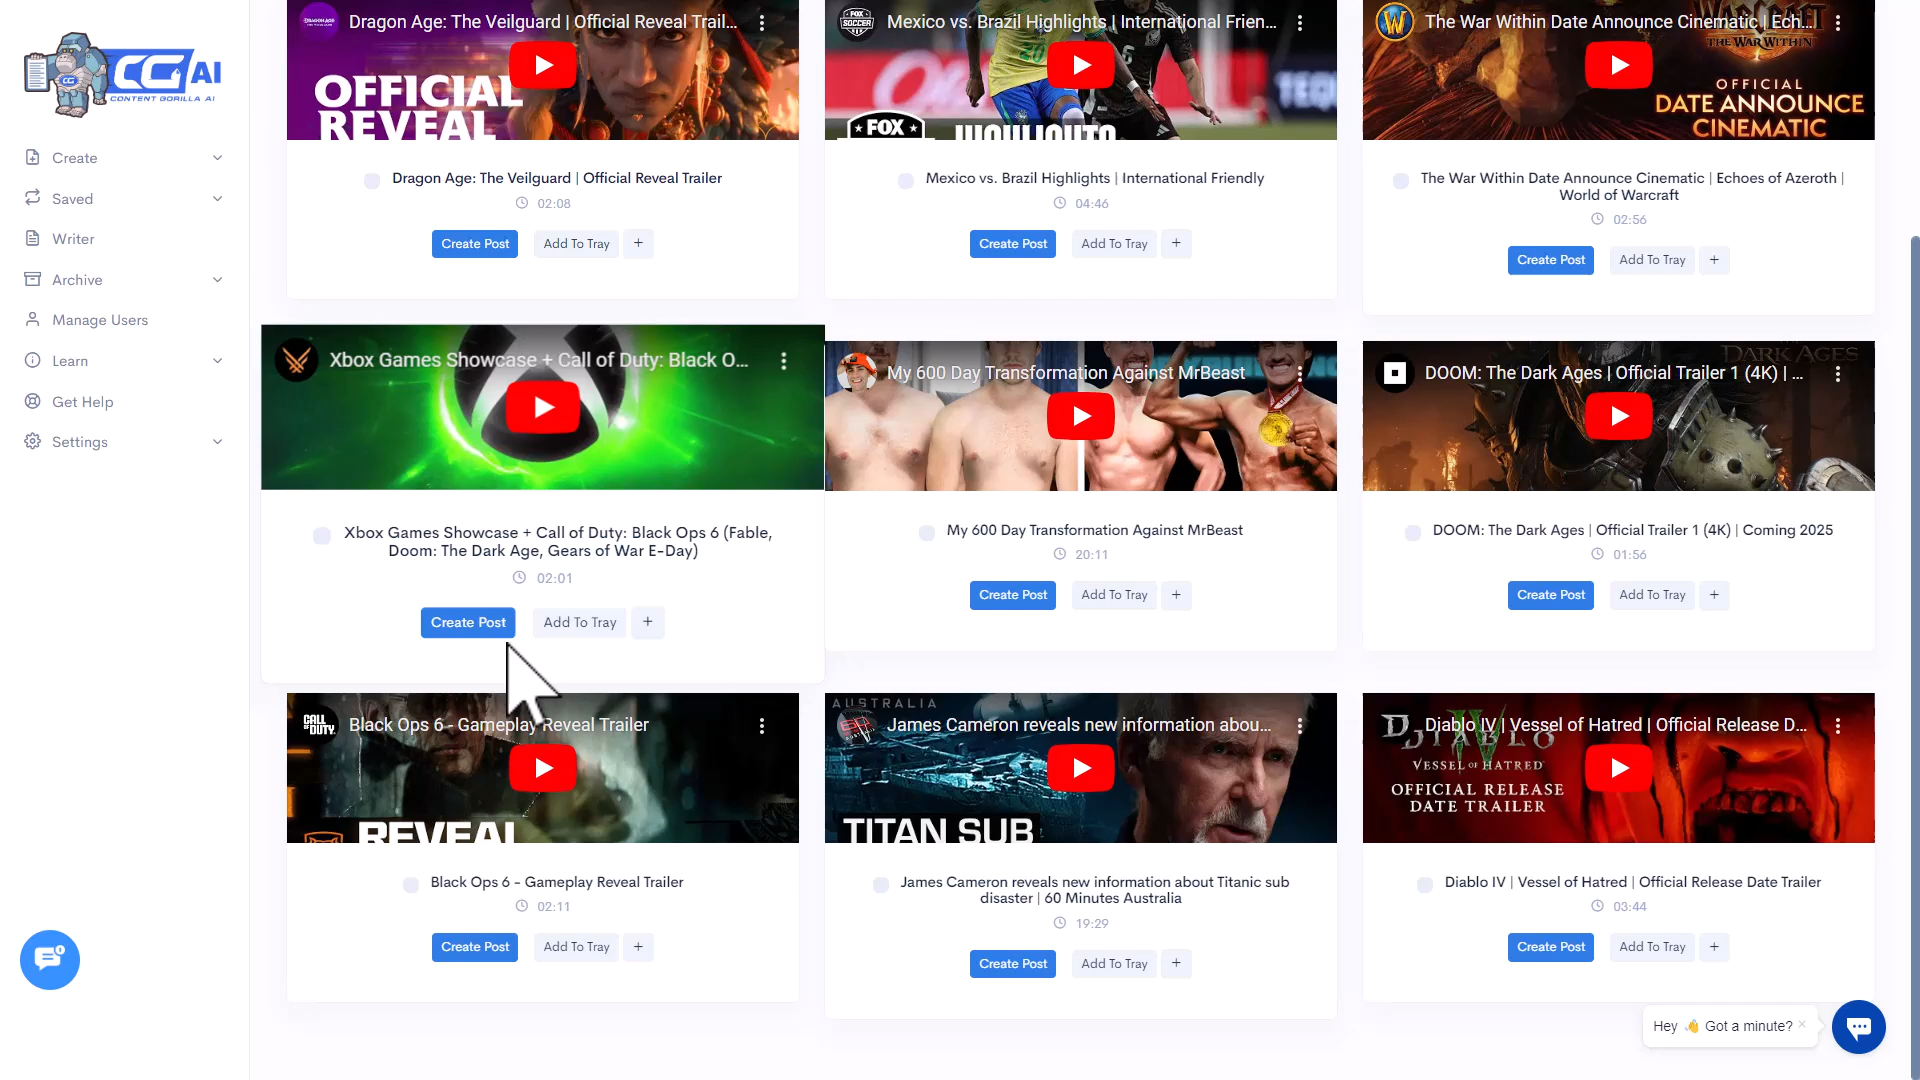 CG AI
CONTENT GORILLA AI
Create
Saved
Writer
Archive
Manage Users
Learn
Get Help
Settings
Dragon Age: The Veilguard | Official Reveal Trail...
OFFICIAL
REVEAL
Dragon Age: The Veilguard | Official Reveal Trailer
02:08
Create Post
Add To Tray
+
FOX
SOCCER
Mexico vs. Brazil Highlights | International Frien...
FOX
HIGHLIGHTS
Mexico vs. Brazil Highlights | International Friendly
04:46
Create Post
Add To Tray
+
The War Within Date Announce Cinematic | Ech...
THE WAR WITHIN
OFFICIAL
DATE ANNOUNCE
CINEMATIC
The War Within Date Announce Cinematic | Echoes of Azeroth |
World of Warcraft
02:56
Create Post
Add To Tray
+
Xbox Games Showcase + Call of Duty: Black O...
Xbox Games Showcase + Call of Duty: Black Ops 6 (Fable,
Doom: The Dark Age, Gears of War E-Day)
02:01
Create Post
Add To Tray
+
My 600 Day Transformation Against MrBeast
My 600 Day Transformation Against MrBeast
20:11
Create Post
Add To Tray
+
DARK AGES
DOOM: The Dark Ages | Official Trailer 1 (4K) | ...
DOOM: The Dark Ages | Official Trailer 1 (4K) | Coming 2025
01:56
Create Post
Add To Tray
+
CALL
OF DUTY
Black Ops 6 - Gameplay Reveal Trailer
REVEAL
Black Ops 6 - Gameplay Reveal Trailer
02:11
Create Post
Add To Tray
+
AUSTRALIA
James Cameron reveals new information abou...
TITAN SUB
James Cameron reveals new information about Titanic sub
disaster | 60 Minutes Australia
19:29
Create Post
Add To Tray
+
Diablo IV | Vessel of Hatred | Official Release D...
DIABLO
VESSEL OF HATRED
OFFICIAL RELEASE
DATE TRAILER
Diablo IV | Vessel of Hatred | Official Release Date Trailer
03:44
Create Post
Add To Tray
+
Hey 👋 Got a minute?